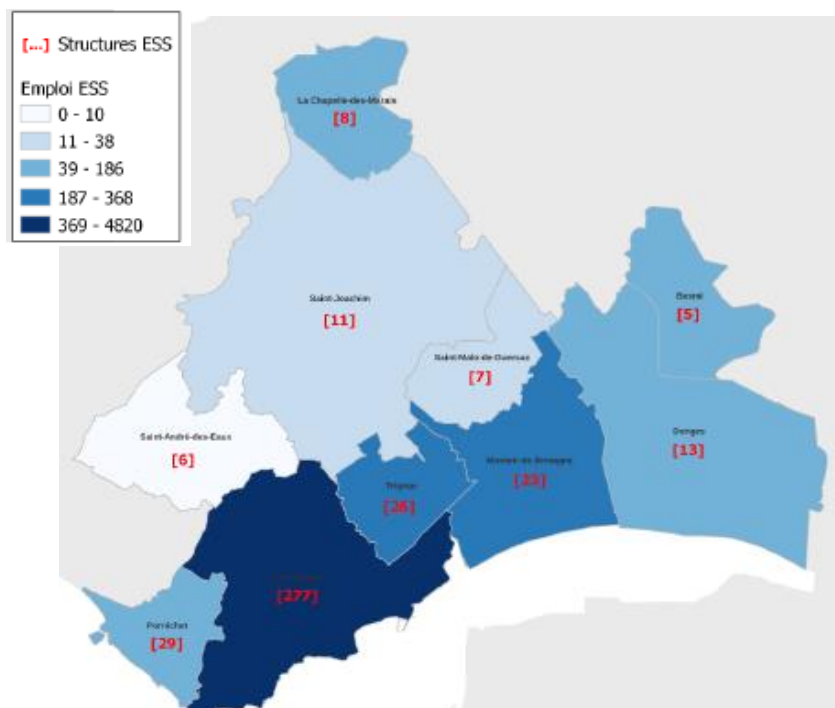 [...] Structures ESS
Emploi ESS
0 - 10
11 - 38
39 - 186
187 - 368
369 - 4820
La Chapelle-des-Marais
[8]
Saint-Joachim
[11]
Besné
[5]
Saint-Malo-de-Guersac
[7]
Saint-André-des-Eaux
[6]
Donges
[13]
Montoir-de-Bretagne
Trignac
[277]
Pornichet
[29]